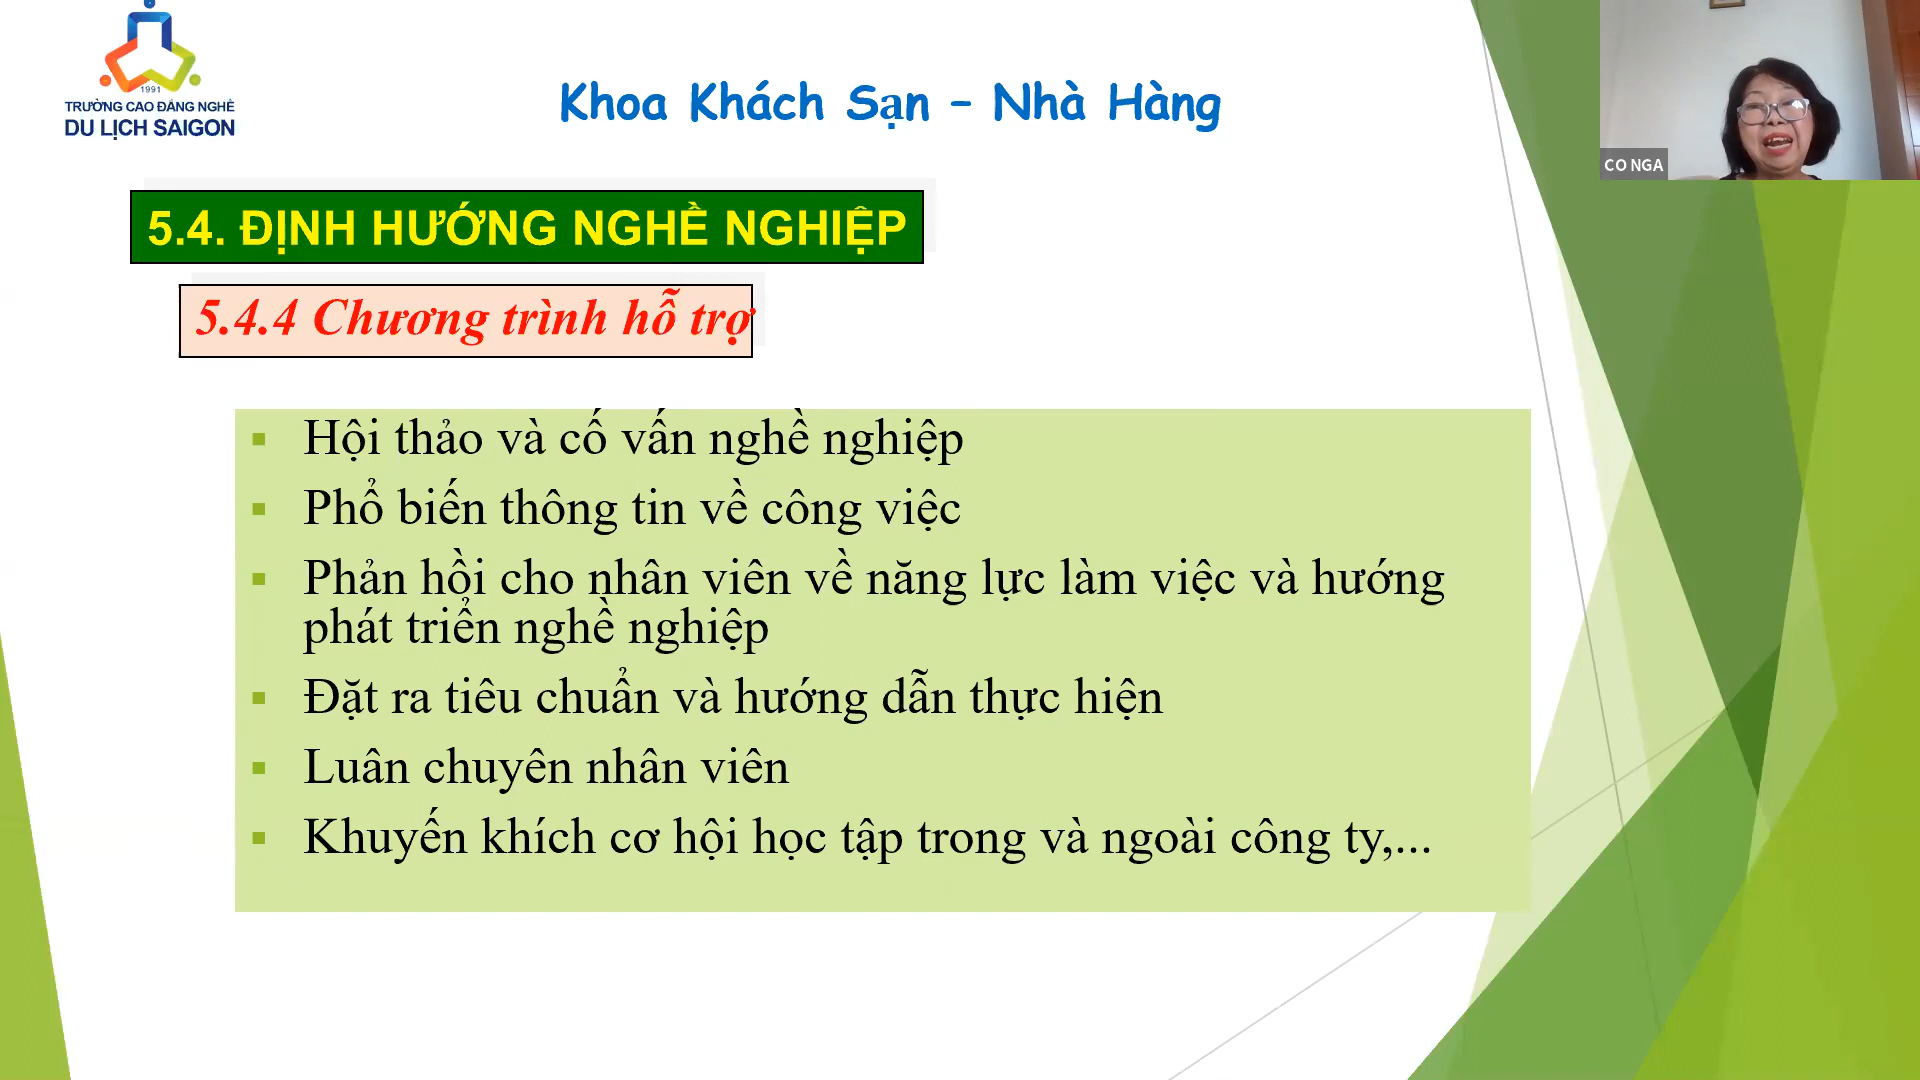 1991
TRƯỜNG CAO ĐẲNG NGHỀ
DU LỊCH SAIGON
Khoa Khách Sạn – Nhà Hàng
CO NGA
5.4. ĐỊNH HƯỚNG NGHỀ NGHIỆP
5.4.4 Chương trình hỗ trợ
▪ Hội thảo và cố vấn nghề nghiệp
▪ Phổ biến thông tin về công việc
▪ Phản hồi cho nhân viên về năng lực làm việc và hướng
phát triển nghề nghiệp
▪ Đặt ra tiêu chuẩn và hướng dẫn thực hiện
▪ Luân chuyên nhân viên
▪ Khuyến khích cơ hội học tập trong và ngoài công ty,...